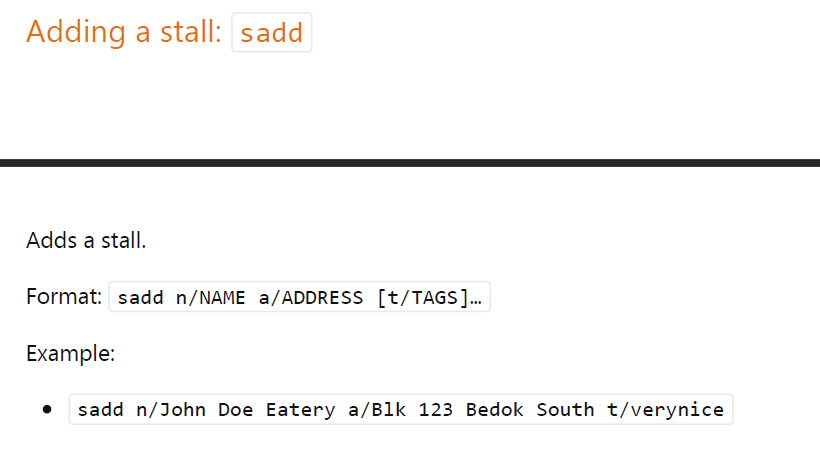 Adding a stall: sadd
Adds a stall.
Format: sadd n/NAME a/ADDRESS [t/TAGS]…
Example:
• sadd n/John Doe Eatery a/Blk 123 Bedok South t/verynice